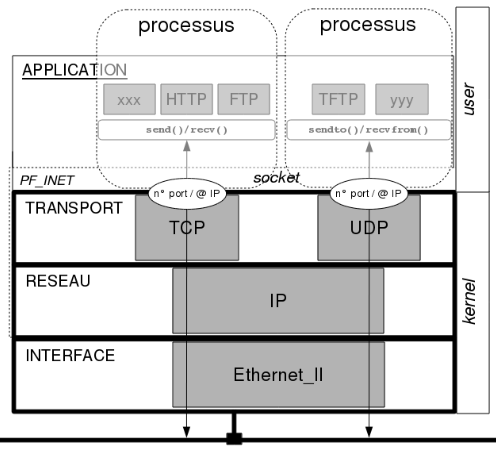 processus
processus
APPLICATION
xxx
HTTP
FTP
TFTP
yyy
send()/recv()
sendto()/recvfrom()
user
PF_INET
socket
n° port / @ IP
n° port / @ IP
TRANSPORT
TCP
UDP
RESEAU
IP
kernel
INTERFACE
Ethernet_II